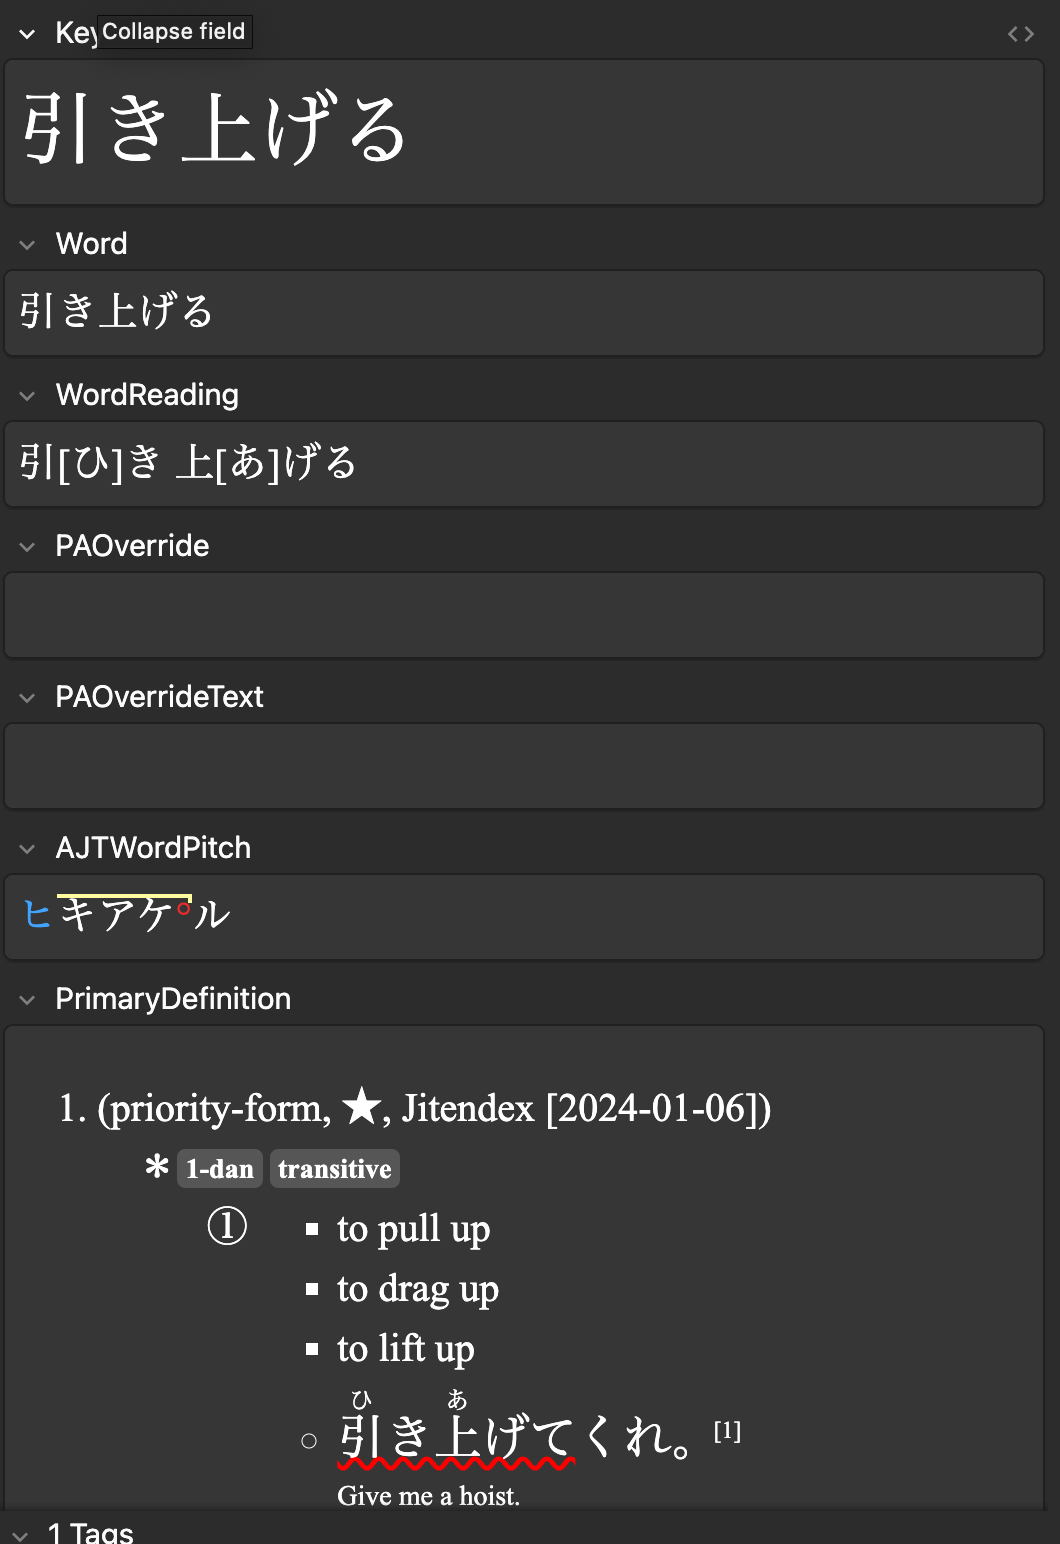 Key
Collapse field
<>
引き上げる
Word
引き上げる
WordReading
引[ひ]き 上[あ]げる
PAOverride
PAOverrideText
AJTWordPitch
ヒキアケ°ル
PrimaryDefinition
1. (priority-form, ★, Jitendex [2024-01-06])
* 1-dan transitive
① ▪ to pull up
▪ to drag up
▪ to lift up
ひ あ
○ 引き上げてくれ。[1]
Give me a hoist.
1 Tags